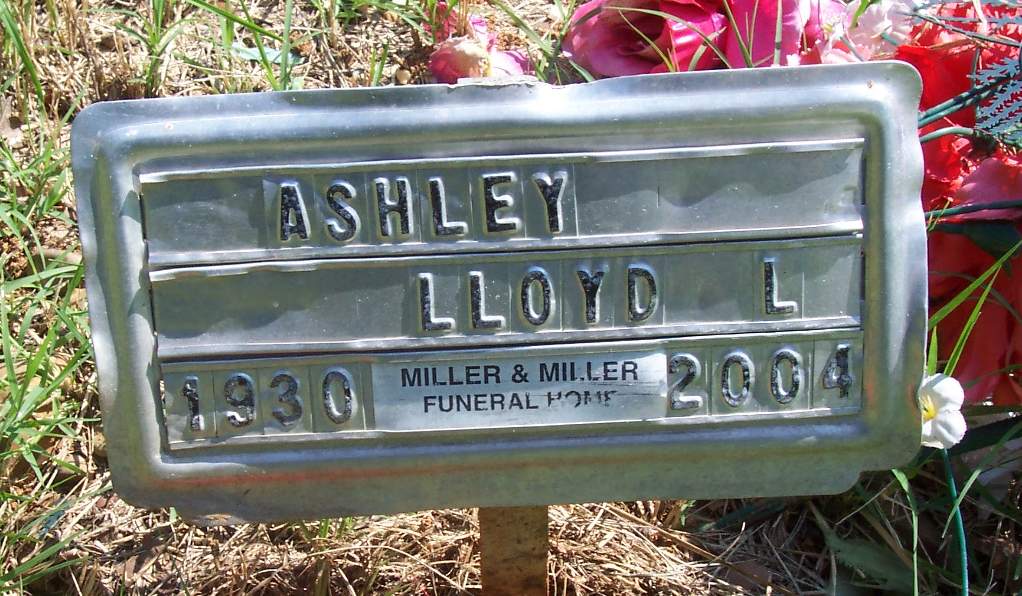 ASHLEY
LLOYD L
1930 MILLER & MILLER 2004
FUNERAL HOME